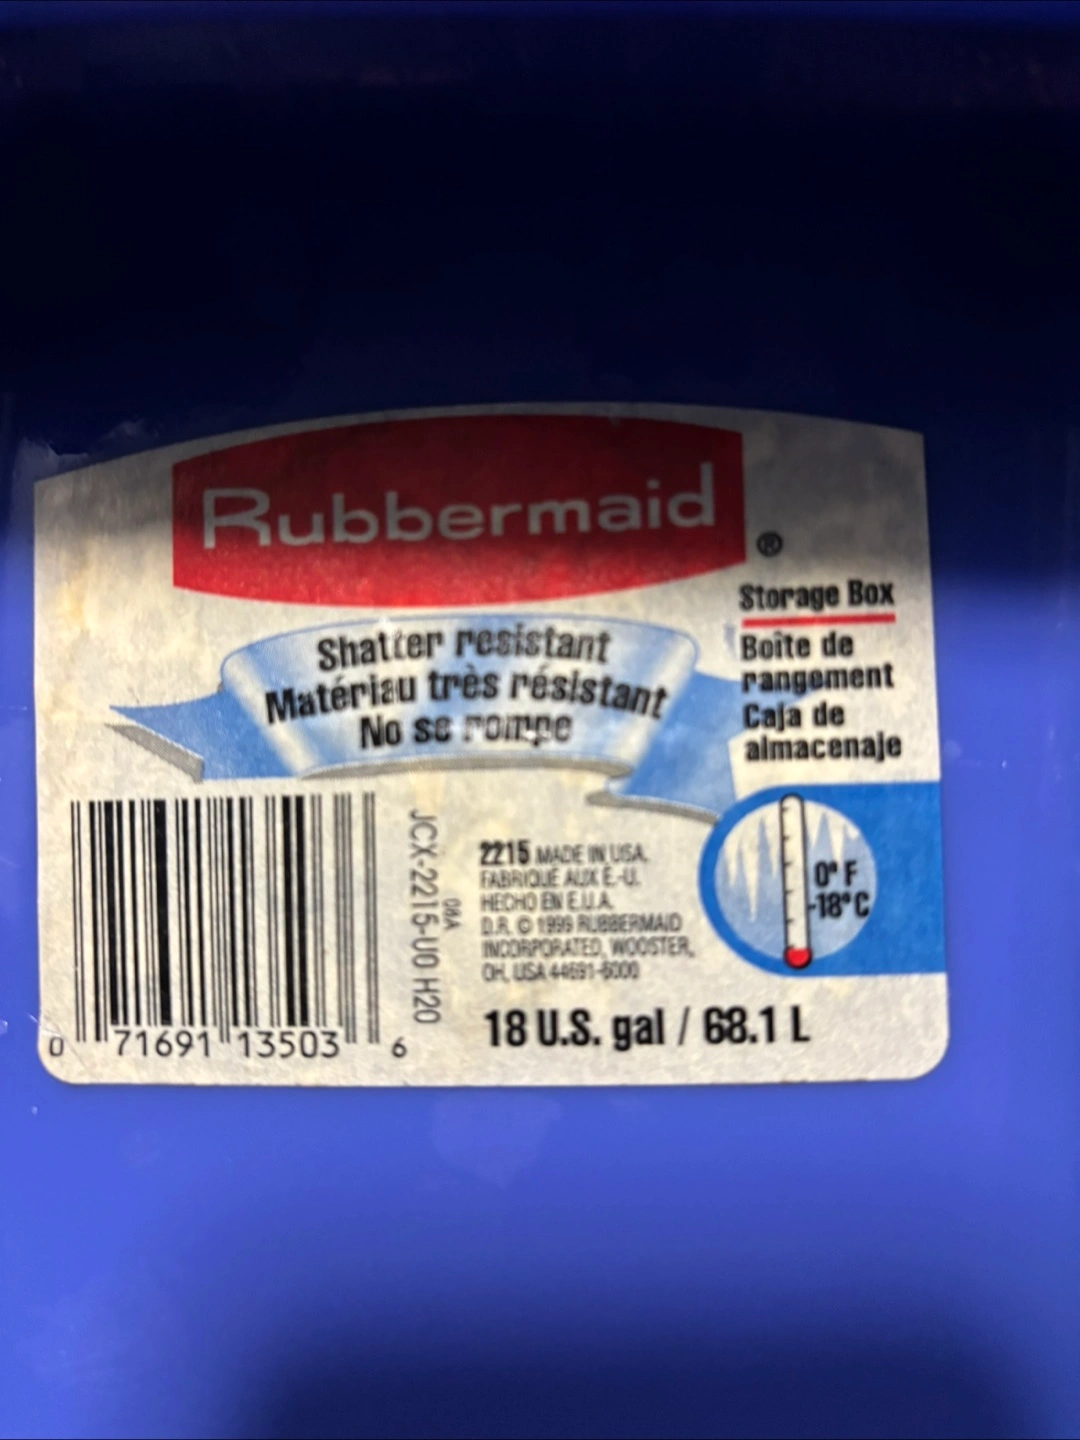 Rubbermaid
®
Storage Box
Boîte de
rangement
Caja de
almacenaje
Shatter resistant
Matériau très résistant
No se rompe
0° F
-18°C
JCX-2215-U0 H20
08A
2215 MADE IN USA.
FABRIQUÉ AUX É.-U.
HECHO EN E.U.A.
D.R. © 1999 RUBBERMAID
INCORPORATED, WOOSTER,
OH, USA 44691-6000
18 U.S. gal / 68.1 L
0 71691 13503 6